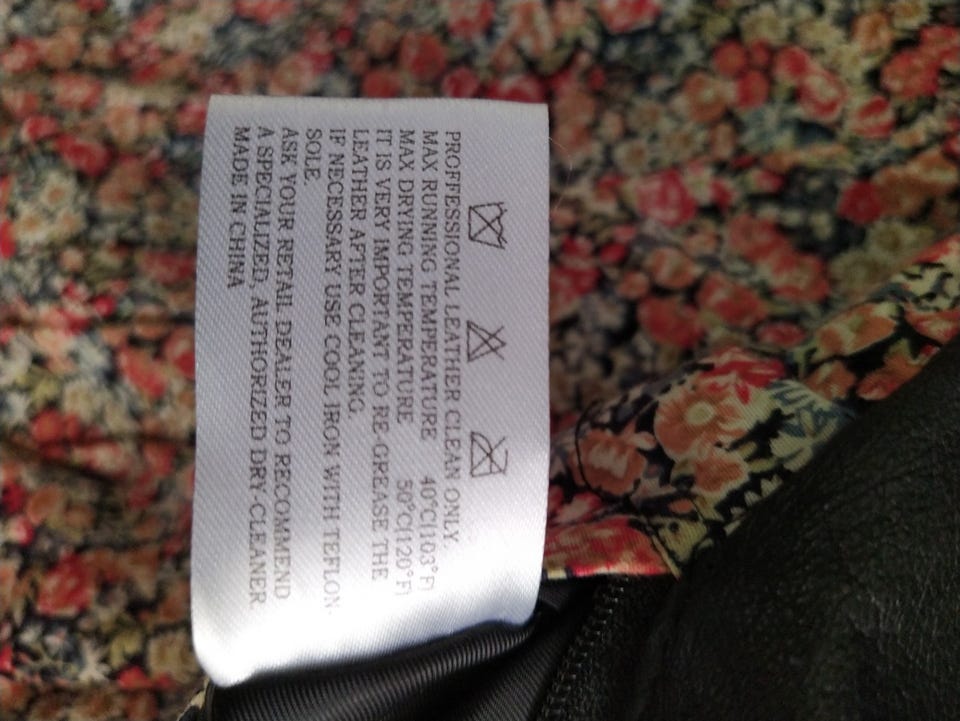 PROFFESSIONAL LEATHER CLEAN ONLY.
MAX RUNNING TEMPERATURE 40°C(103°F)
MAX DRYING TEMPERATURE 50°C(120°F)
IT IS VERY IMPORTANT TO RE-GREASE THE
LEATHER AFTER CLEANING.
IF NECESSARY USE COOL IRON WITH TEFLON-
SOLE.
ASK YOUR RETAIL DEALER TO RECOMMEND
A SPECIALIZED, AUTHORIZED DRY-CLEANER.
MADE IN CHINA